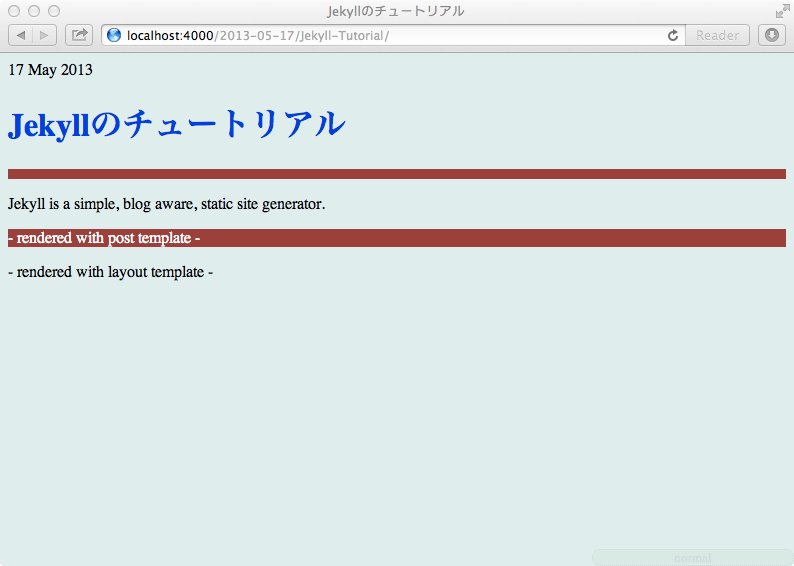 Jekyllのチュートリアル
localhost:4000/2013-05-17/Jekyll-Tutorial/
Reader
17 May 2013
Jekyllのチュートリアル
Jekyll is a simple, blog aware, static site generator.
- rendered with post template -
- rendered with layout template -
normal